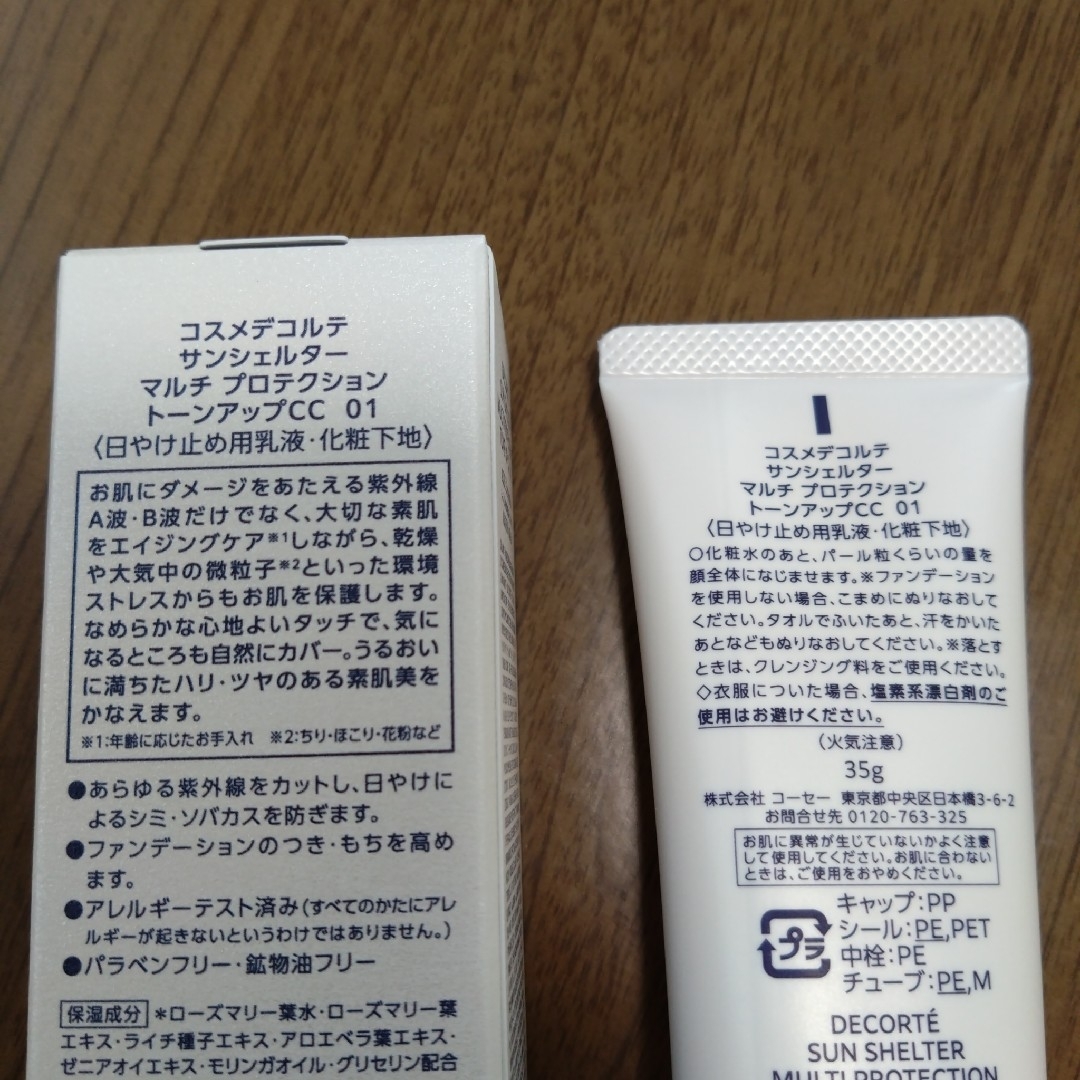 コスメデコルテ
サンシェルター
マルチ プロテクション
トーンアップCC 01
〈日やけ止め用乳液・化粧下地〉
お肌にダメージをあたえる紫外線
A波・B波だけでなく、大切な素肌
をエイジングケア※1しながら、乾燥
や大気中の微粒子※2といった環境
ストレスからもお肌を保護します。
なめらかな心地よいタッチで、気に
なるところも自然にカバー。うるおい
に満ちたハリ・ツヤのある素肌美を
かなえます。
※1:年齢に応じたお手入れ ※2:ちり・ほこり・花粉など
●あらゆる紫外線をカットし、日やけに
よるシミ・ソバカスを防ぎます。
●ファンデーションのつき・もちを高め
ます。
●アレルギーテスト済み(すべてのかたにアレ
ルギーが起きないというわけではありません。)
●パラベンフリー・鉱物油フリー
保湿成分 *ローズマリー葉水・ローズマリー葉
エキス・ライチ種子エキス・アロエベラ葉エキス・
ゼニアオイエキス・モリンガオイル・グリセリン配合
コスメデコルテ
サンシェルター
マルチ プロテクション
トーンアップCC 01
〈日やけ止め用乳液・化粧下地〉
○化粧水のあと、パール粒くらいの量を
顔全体になじませます。※ファンデーション
を使用しない場合、こまめにぬりなおして
ください。タオルでふいたあと、汗をかいた
あとなどもぬりなおしてください。※落とす
ときは、クレンジング料をご使用ください。
◇衣服についた場合、塩素系漂白剤のご
使用はお避けください。
(火気注意)
35g
株式会社 コーセー 東京都中央区日本橋3-6-2
お問合せ先 0120-763-325
お肌に異常が生じていないかよく注意
して使用してください。お肌に合わない
ときは、ご使用をおやめください。
プラ
キャップ:PP
シール:PE,PET
中栓:PE
チューブ:PE,M
DECORTÉ
SUN SHELTER
MULTI PROTECTION